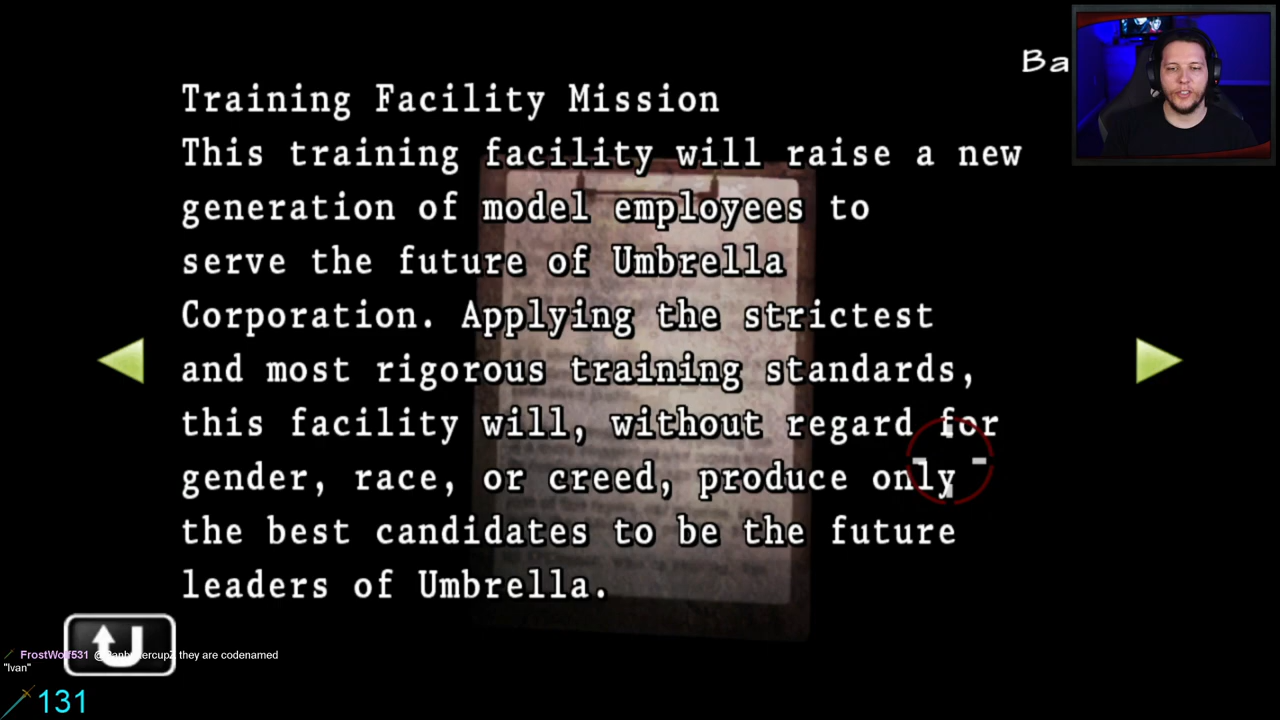 Ba
Training Facility Mission
This training facility will raise a new
generation of model employees to
serve the future of Umbrella
Corporation. Applying the strictest
and most rigorous training standards,
this facility will, without regard for
gender, race, or creed, produce only
the best candidates to be the future
leaders of Umbrella.
FrostWolf531 they are codenamed
"Ivan"
131